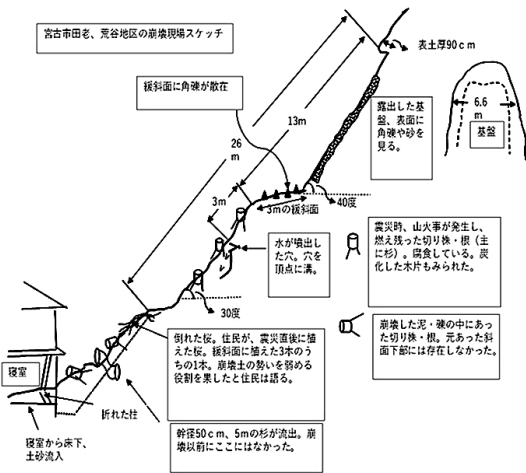 宮古市田老、荒谷地区の崩壊現場スケッチ
表土厚90ｃｍ
緩斜面に角礫が散在
露出した基
盤、表面に
角礫や砂を
見る。
6.6
m
基盤
13m
26
m
3m
3mの緩斜面
40度
水が噴出し
た穴。穴を
頂点に溝。
震災時、山火事が発生し、
燃え残った切り株・根（主
に杉）。腐食している。炭
化した木片もみられた。
30度
倒れた桜。住民が、震災直後に植
えた桜。緩斜面に植えた3本のう
ちの1本。崩壊土の勢いを弱める
役割を果したと住民は語る。
崩壊した泥・礫の中にあっ
た切り株・根。元あった斜
面下部には存在しなかった。
寝室
折れた柱
寝室から床下、
土砂流入
幹径50ｃｍ、5mの杉が流出。崩
壊以前にここにはなかった。